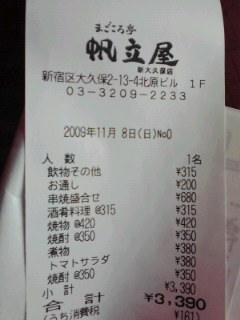 まごころ亭
帆立屋
新大久保店
新宿区大久保2-13-4北原ビル 1F
03-3209-2233
2009年11月 8日(日)No0
人 数 1名
飲物その他 ¥315
お通し ¥200
串焼盛合せ ¥680
酒肴料理 @315 ¥315
焼物 @420 ¥420
焼酎 @350 ¥350
煮物 ¥380
トマトサラダ ¥380
焼酎 @350 ¥350
小 計 ¥3,390
合 計 ¥3,390
(うち消費税 ¥161)